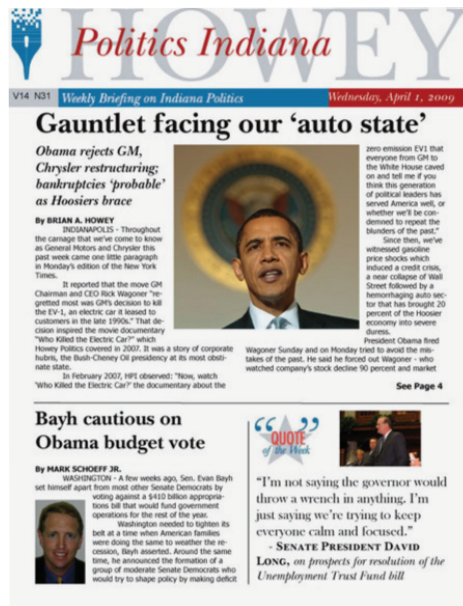 HOWEY
Politics Indiana
V14 N31
Weekly Briefing on Indiana Politics
Wednesday, April 1, 2009
Gauntlet facing our ‘auto state’
Obama rejects GM,
Chrysler restructuring;
bankruptcies ‘probable’
as Hoosiers brace
By BRIAN A. HOWEY
INDIANAPOLIS - Throughout
the carnage that we've come to know
as General Motors and Chrysler this
past week came one little paragraph
in Monday's edition of the New York
Times.
It reported that the move GM
Chairman and CEO Rick Wagoner "re-
gretted most was GM's decision to kill
the EV-1, an electric car it leased to
customers in the late 1990s." That de-
cision inspired the movie documentary
"Who Killed the Electric Car?" which
Howey Politics covered in 2007. It was a story of corporate
hubris, the Bush-Cheney Oil presidency at its most obsti-
nate state.
In February 2007, HPI observed: "Now, watch
'Who Killed the Electric Car?' the documentary about the
zero emission EV1 that
everyone from GM to
the White House caved
on and tell me if you
think this generation
of political leaders has
served America well, or
whether we'll be con-
demned to repeat the
blunders of the past."
Since then, we've
witnessed gasoline
price shocks which
induced a credit crisis,
a near collapse of Wall
Street followed by a
hemorrhaging auto sec-
tor that has brought 20
percent of the Hoosier
economy into severe
duress.
President Obama fired
Wagoner Sunday and on Monday tried to avoid the mis-
takes of the past. He said he forced out Wagoner - who
watched company's stock decline 90 percent and market
See Page 4
Bayh cautious on
Obama budget vote
By MARK SCHOEFF JR.
WASHINGTON - A few weeks ago, Sen. Evan Bayh
set himself apart from most other Senate Democrats by
voting against a $410 billion appropria-
tions bill that would fund government
operations for the rest of the year.
Washington needed to tighten its
belt at a time when American families
were doing the same to weather the re-
cession, Bayh asserted. Around the same
time, he announced the formation of a
group of moderate Senate Democrats who
would try to shape policy by making deficit
“ ”
QUOTE
of the Week
“I’m not saying the governor would
throw a wrench in anything. I’m
just saying we’re trying to keep
everyone calm and focused.”
- SENATE PRESIDENT DAVID
LONG, on prospects for resolution of the
Unemployment Trust Fund bill